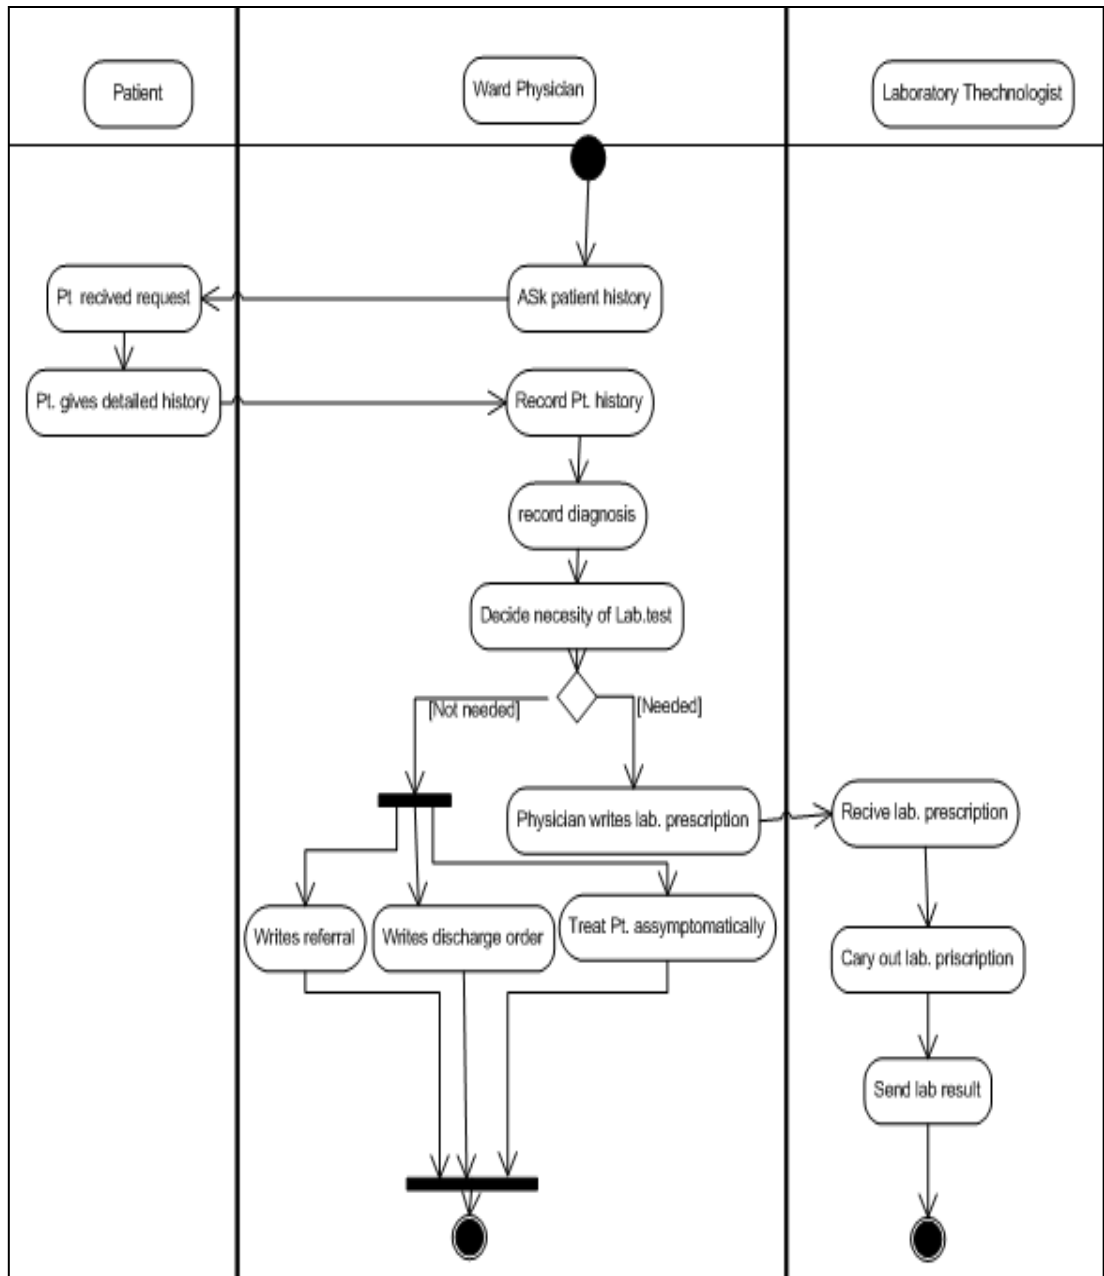 Patient
Ward Physician
Laboratory Thechnologist
Pt recived request
ASk patient history
Pt. gives detailed history
Record Pt. history
record diagnosis
Decide necesity of Lab.test
[Not needed]
[Needed]
Physician writes lab. prescription
Recive lab. prescription
Writes referral
Writes discharge order
Treat Pt. assymptomatically
Cary out lab. priscription
Send lab result